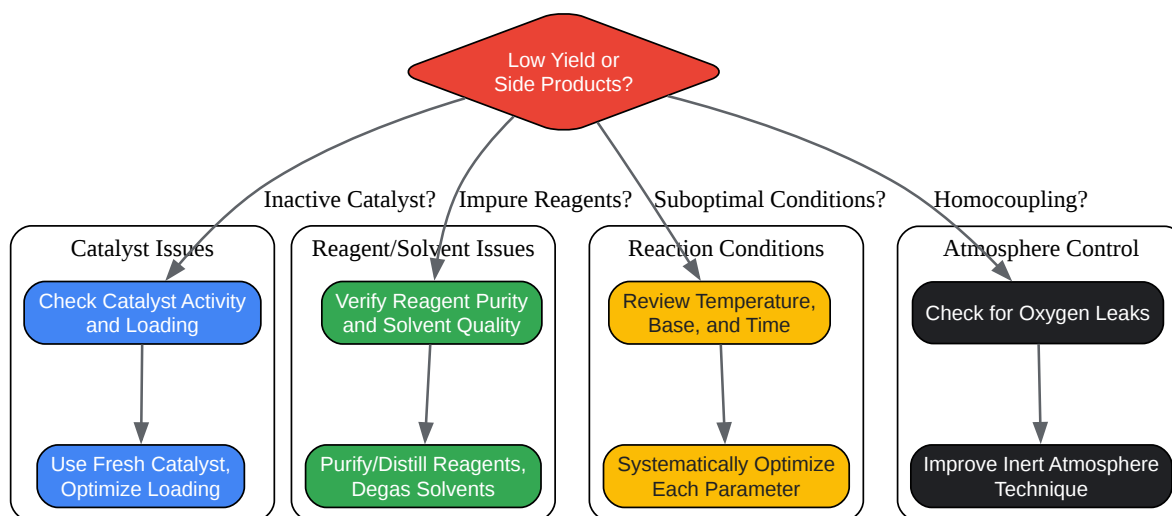 Low Yield or
Side Products?
Inactive Catalyst?
Impure Reagents?
Suboptimal Conditions?
Homocoupling?
Catalyst Issues
Reagent/Solvent Issues
Reaction Conditions
Atmosphere Control
Check Catalyst Activity
and Loading
Verify Reagent Purity
and Solvent Quality
Review Temperature,
Base, and Time
Check for Oxygen Leaks
Use Fresh Catalyst,
Optimize Loading
Purify/Distill Reagents,
Degas Solvents
Systematically Optimize
Each Parameter
Improve Inert Atmosphere
Technique